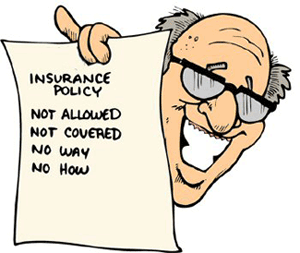 INSURANCE
POLICY
NOT ALLOWED
NOT COVERED
NO WAY
NO HOW